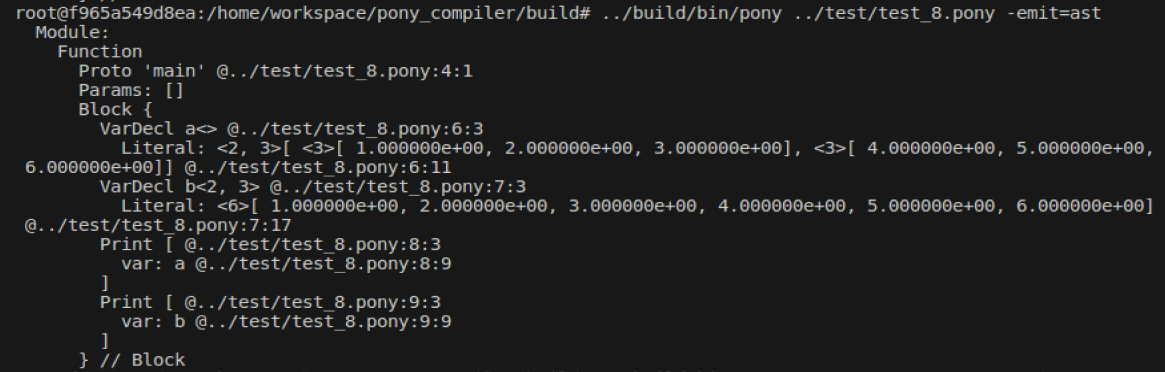 root@f965a549d8ea:/home/workspace/pony_compiler/build# ../build/bin/pony ../test/test_8.pony -emit=ast
Module:
Function
Proto 'main' @../test/test_8.pony:4:1
Params: []
Block {
VarDecl a<> @../test/test_8.pony:6:3
Literal: <2, 3>[ <3>[ 1.000000e+00, 2.000000e+00, 3.000000e+00], <3>[ 4.000000e+00, 5.000000e+00,
6.000000e+00]] @../test/test_8.pony:6:11
VarDecl b<2, 3> @../test/test_8.pony:7:3
Literal: <6>[ 1.000000e+00, 2.000000e+00, 3.000000e+00, 4.000000e+00, 5.000000e+00, 6.000000e+00]
@../test/test_8.pony:7:17
Print [ @../test/test_8.pony:8:3
var: a @../test/test_8.pony:8:9
]
Print [ @../test/test_8.pony:9:3
var: b @../test/test_8.pony:9:9
]
} // Block